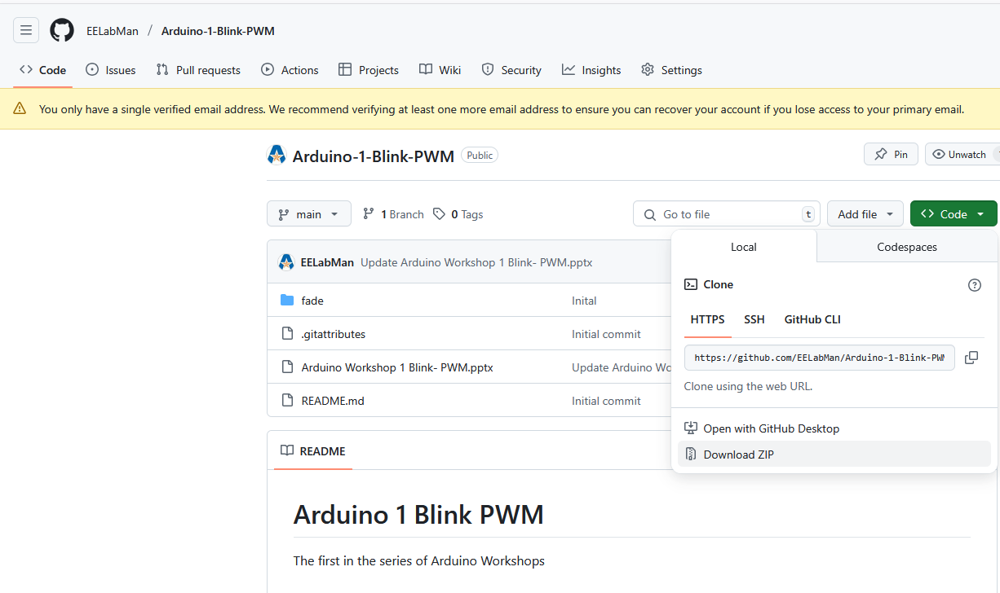 EELabMan / Arduino-1-Blink-PWM
Code Issues Pull requests Actions Projects Wiki Security Insights Settings
You only have a single verified email address. We recommend verifying at least one more email address to ensure you can recover your account if you lose access to your primary email.
Arduino-1-Blink-PWM Public Pin Unwatch
main 1 Branch 0 Tags Go to file t Add file Code
Local Codespaces
EELabMan Update Arduino Workshop 1 Blink- PWM.pptx
Clone
fade Inital
HTTPS SSH GitHub CLI
.gitattributes Initial commit
https://github.com/EELabMan/Arduino-1-Blink-PW
Arduino Workshop 1 Blink- PWM.pptx Update Arduino Wo
Clone using the web URL.
README.md Initial commit
Open with GitHub Desktop
README
Download ZIP
Arduino 1 Blink PWM
The first in the series of Arduino Workshops